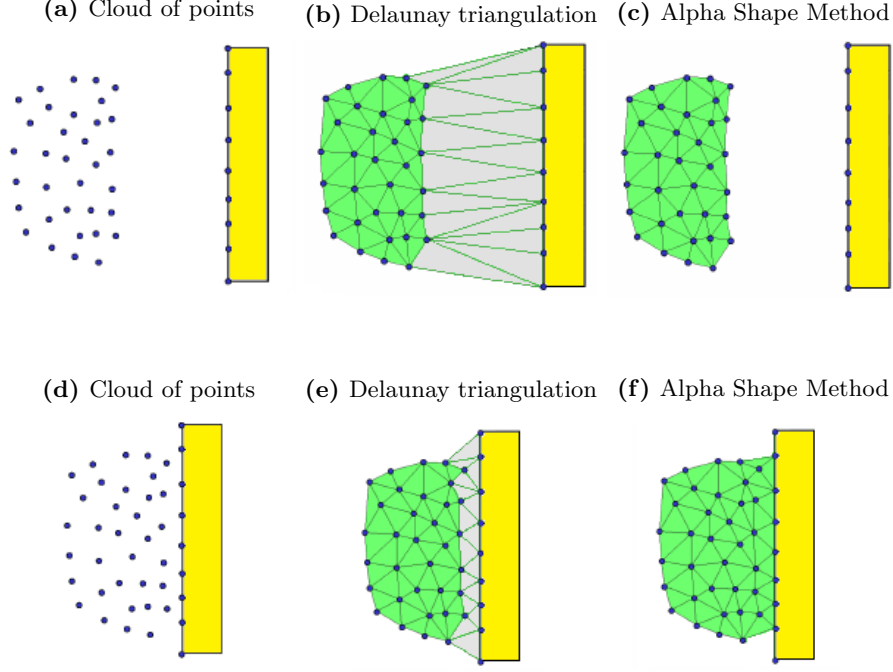 (a) Cloud of points
(b) Delaunay triangulation
(c) Alpha Shape Method
(d) Cloud of points
(e) Delaunay triangulation
(f) Alpha Shape Method